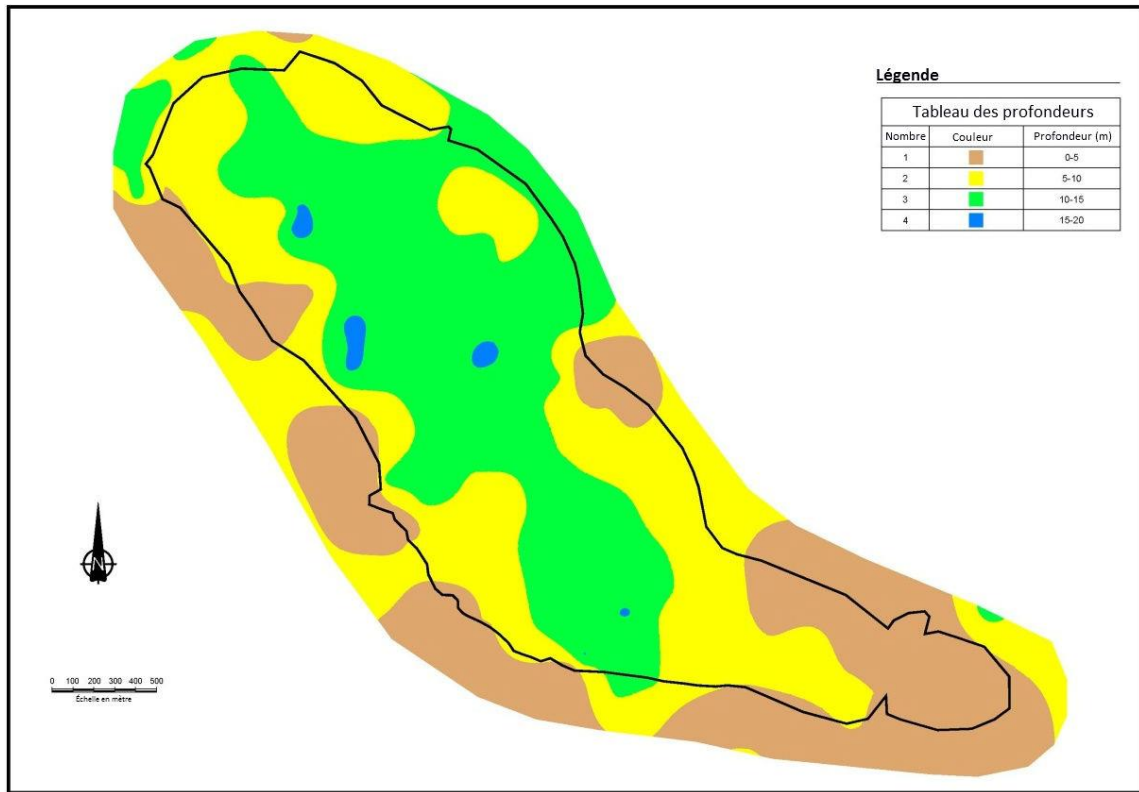 Légende
Tableau des profondeurs
Nombre Couleur Profondeur (m)
1 0-5
2 5-10
3 10-15
4 15-20
N
0 100 200 300 400 500
Échelle en mètre